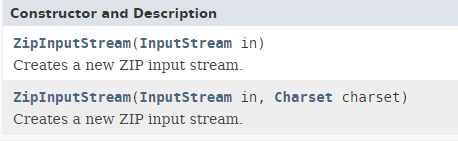 Constructor and Description
ZipInputStream(InputStream in)
Creates a new ZIP input stream.
ZipInputStream(InputStream in, Charset charset)
Creates a new ZIP input stream.